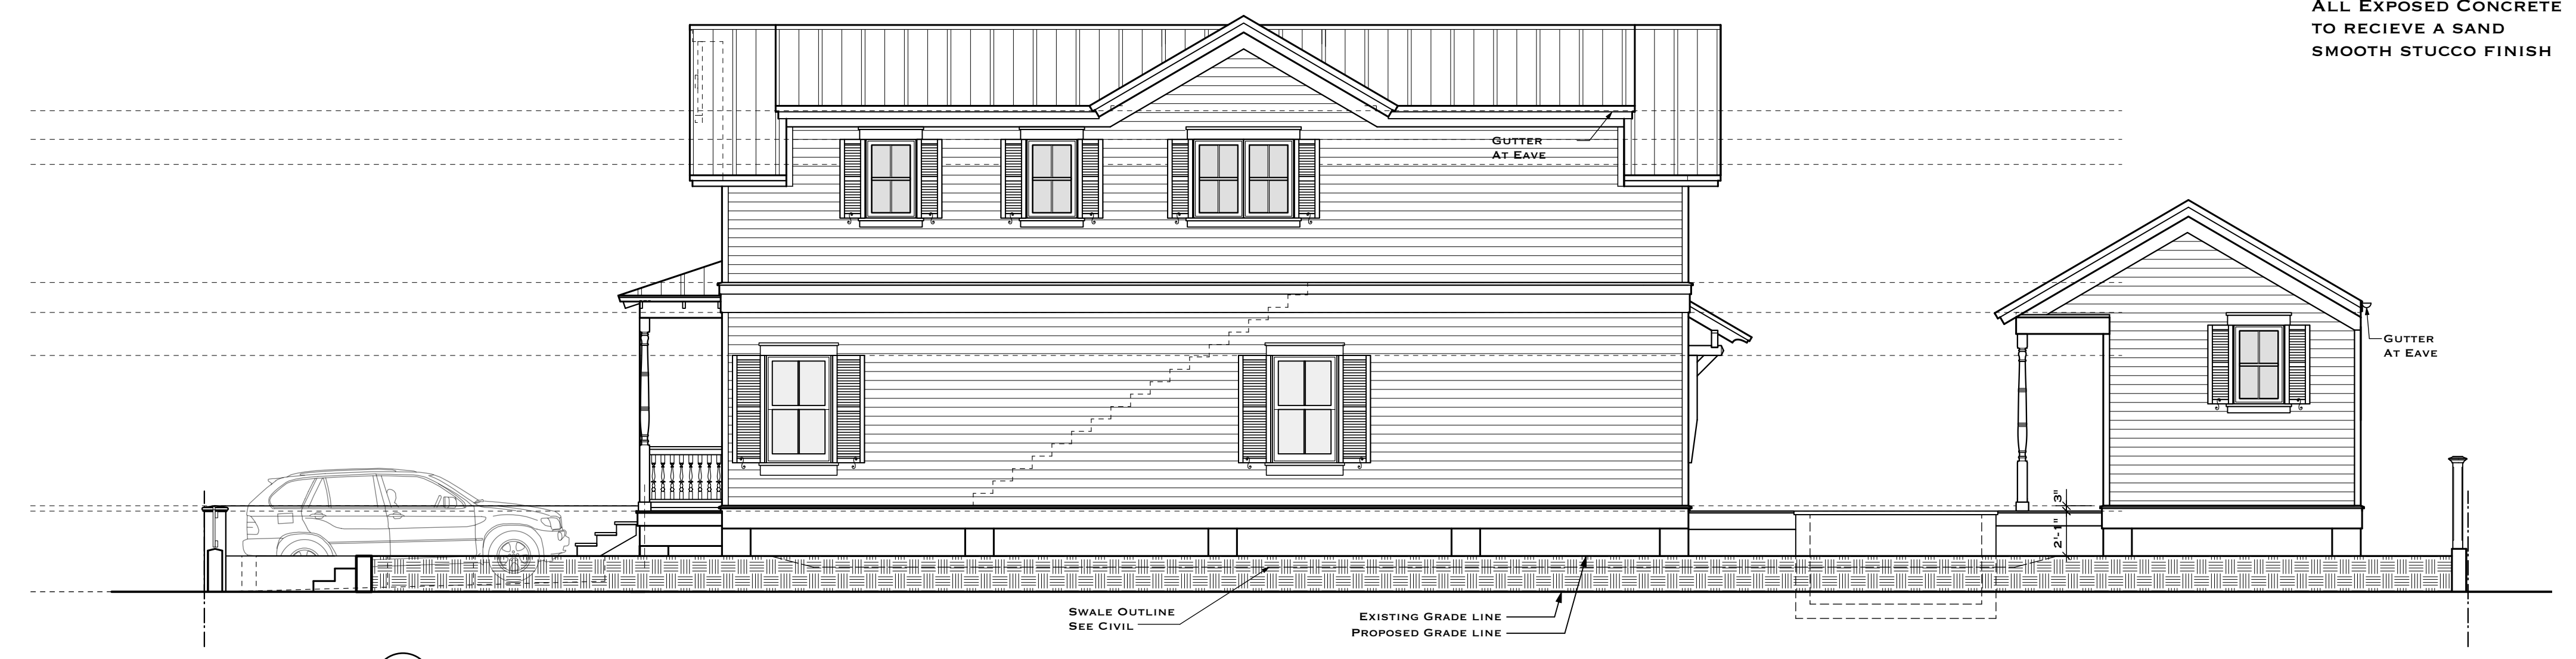 All Exposed Concrete
to recieve a sand
smooth stucco finish
Gutter
At Eave
Gutter
At Eave
3"
2'-1"
Swale Outline
See Civil
Existing Grade line
Proposed Grade line